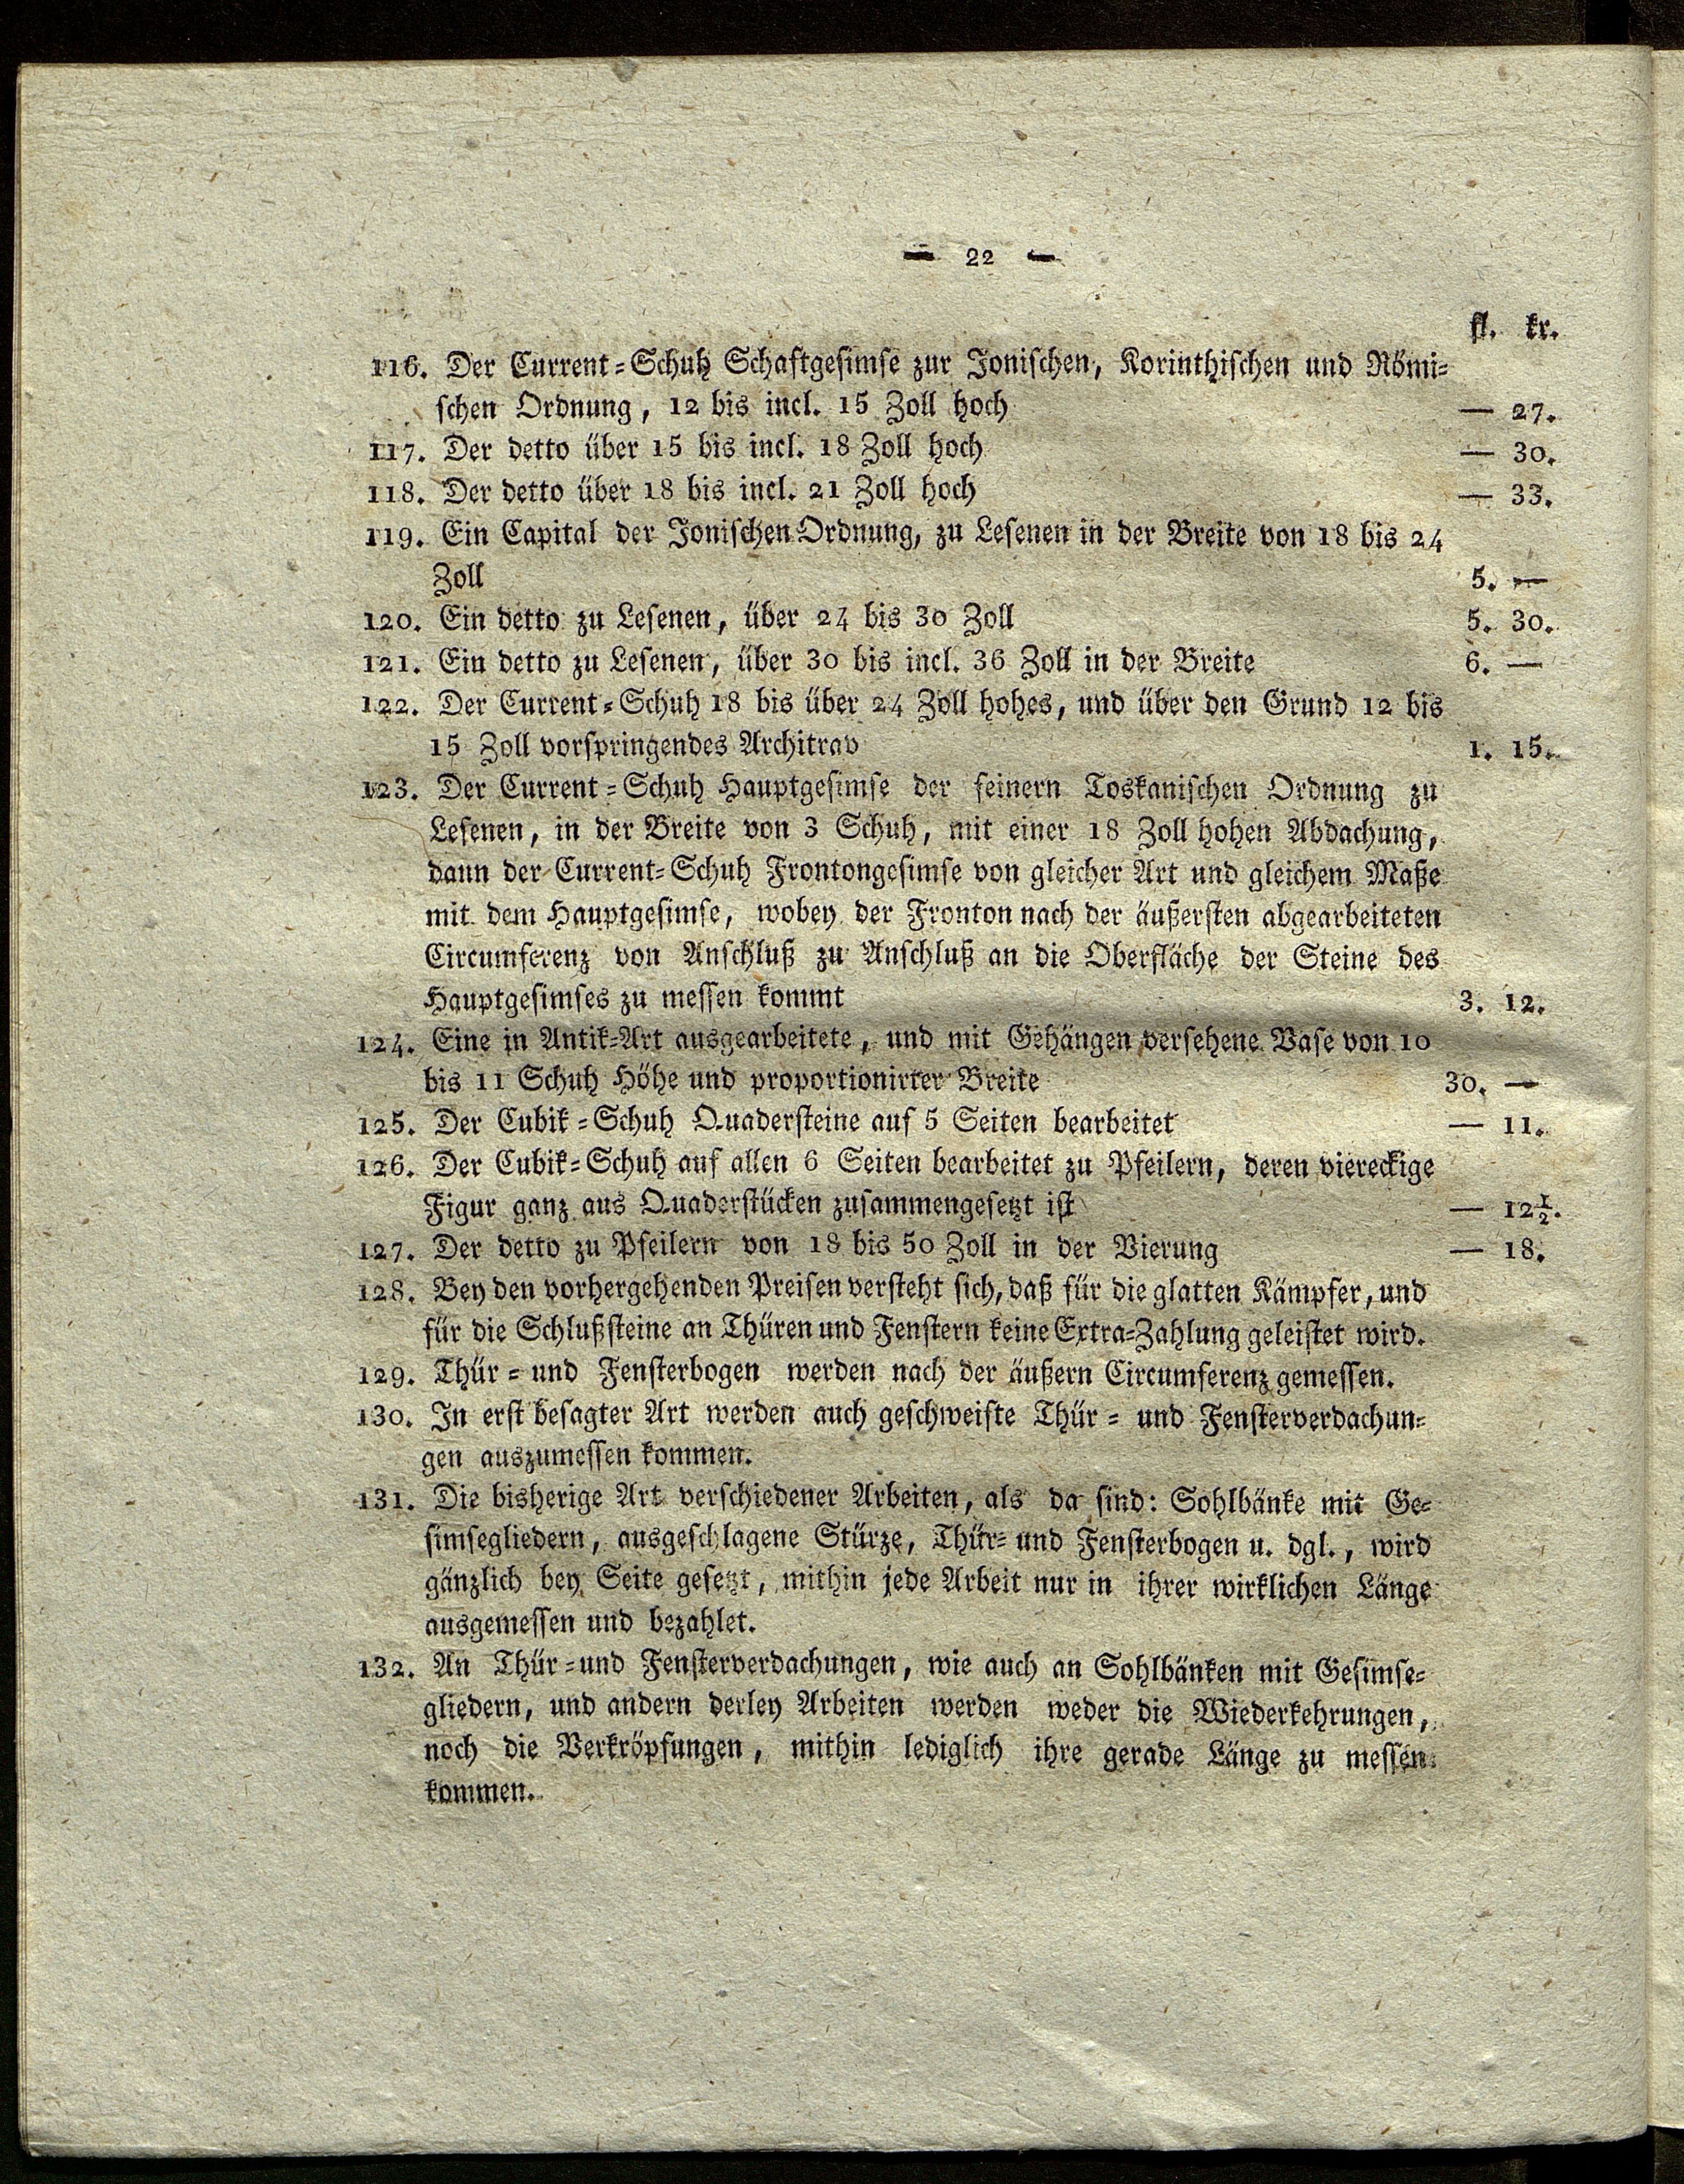 — 22 —
fl. kr.
116. Der Current=Schuh Schaftgesimse zur Jonischen, Korinthischen und Römi=
schen Ordnung, 12 bis incl. 15 Zoll hoch — 27.
117. Der detto über 15 bis incl. 18 Zoll hoch — 30.
118. Der detto über 18 bis incl. 21 Zoll hoch — 33.
119. Ein Capital der Jonischen Ordnung, zu Lesenen in der Breite von 18 bis 24
Zoll 5. —
120. Ein detto zu Lesenen, über 24 bis 30 Zoll 5. 30.
121. Ein detto zu Lesenen, über 30 bis incl. 36 Zoll in der Breite 6. —
122. Der Current=Schuh 18 bis über 24 Zoll hohes, und über den Grund 12 bis
15 Zoll vorspringendes Architrav 1. 15.
123. Der Current=Schuh Hauptgesimse der feinern Toskanischen Ordnung zu
Lesenen, in der Breite von 3 Schuh, mit einer 18 Zoll hohen Abdachung,
dann der Current=Schuh Frontongesimse von gleicher Art und gleichem Maße
mit dem Hauptgesimse, wobey der Fronton nach der äußersten abgearbeiteten
Circumferenz von Anschluß zu Anschluß an die Oberfläche der Steine des
Hauptgesimses zu messen kommt 3. 12.
124. Eine in Antik=Art ausgearbeitete, und mit Gehängen versehene Vase von 10
bis 11 Schuh Höhe und proportionirter Breite 30. —
125. Der Cubik=Schuh Quadersteine auf 5 Seiten bearbeitet — 11.
126. Der Cubik=Schuh auf allen 6 Seiten bearbeitet zu Pfeilern, deren viereckige
Figur ganz aus Quaderstücken zusammengesetzt ist — 12½.
127. Der detto zu Pfeilern von 18 bis 50 Zoll in der Vierung — 18.
128. Bey den vorhergehenden Preisen versteht sich, daß für die glatten Kämpfer, und
für die Schlußsteine an Thüren und Fenstern keine Extra=Zahlung geleistet wird.
129. Thür= und Fensterbogen werden nach der äußern Circumferenz gemessen.
130. In erst besagter Art werden auch geschweifte Thür= und Fensterverdachun=
gen auszumessen kommen.
131. Die bisherige Art verschiedener Arbeiten, als da sind: Sohlbänke mit Ge=
simsegliedern, ausgeschlagene Stürze, Thür= und Fensterbogen u. dgl., wird
gänzlich bey Seite gesetzt, mithin jede Arbeit nur in ihrer wirklichen Länge
ausgemessen und bezahlet.
132. An Thür= und Fensterverdachungen, wie auch an Sohlbänken mit Gesimse=
gliedern, und andern derley Arbeiten werden weder die Wiederkehrungen,
noch die Verkröpfungen, mithin lediglich ihre gerade Länge zu messen
kommen.